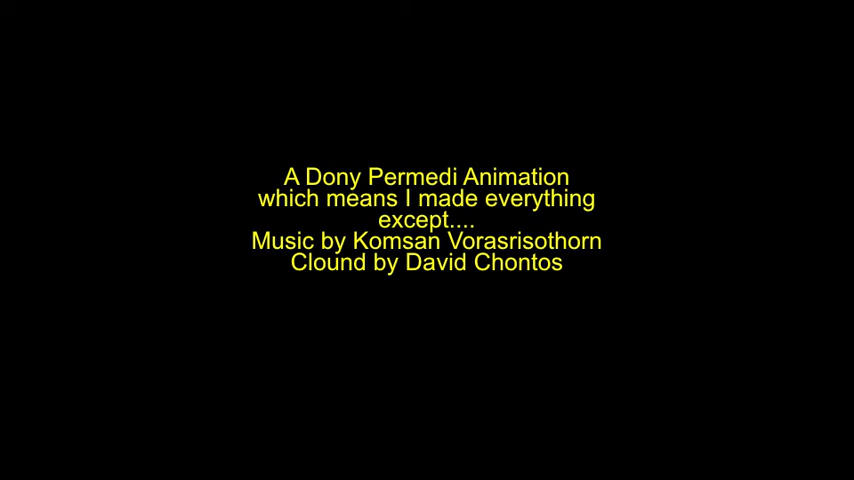 A Dony Permedi Animation
which means I made everything
except....
Music by Komsan Vorasrisothorn
Clound by David Chontos